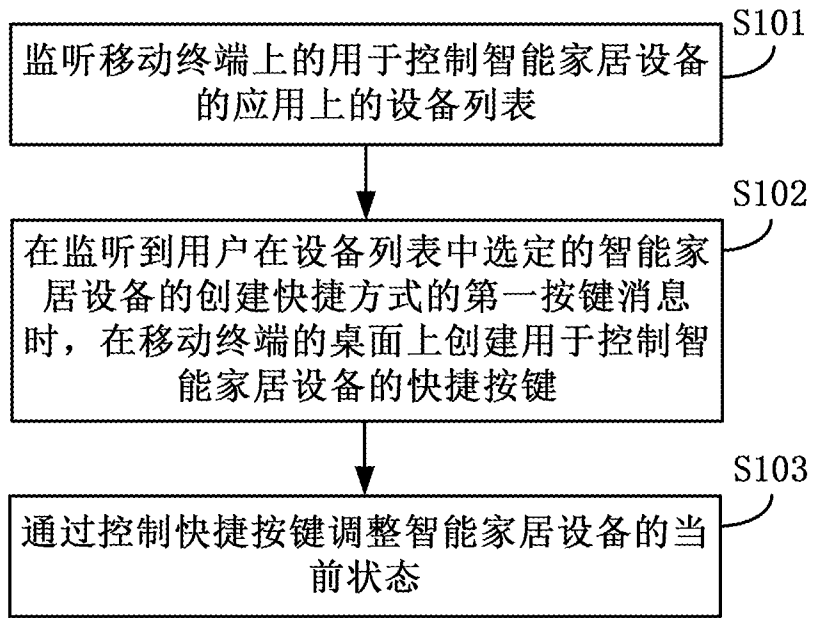 S101
监听移动终端上的用于控制智能家居设备
的应用上的设备列表
S102
在监听到用户在设备列表中选定的智能家
居设备的创建快捷方式的第一按键消息
时，在移动终端的桌面上创建用于控制智
能家居设备的快捷按键
S103
通过控制快捷按键调整智能家居设备的当
前状态